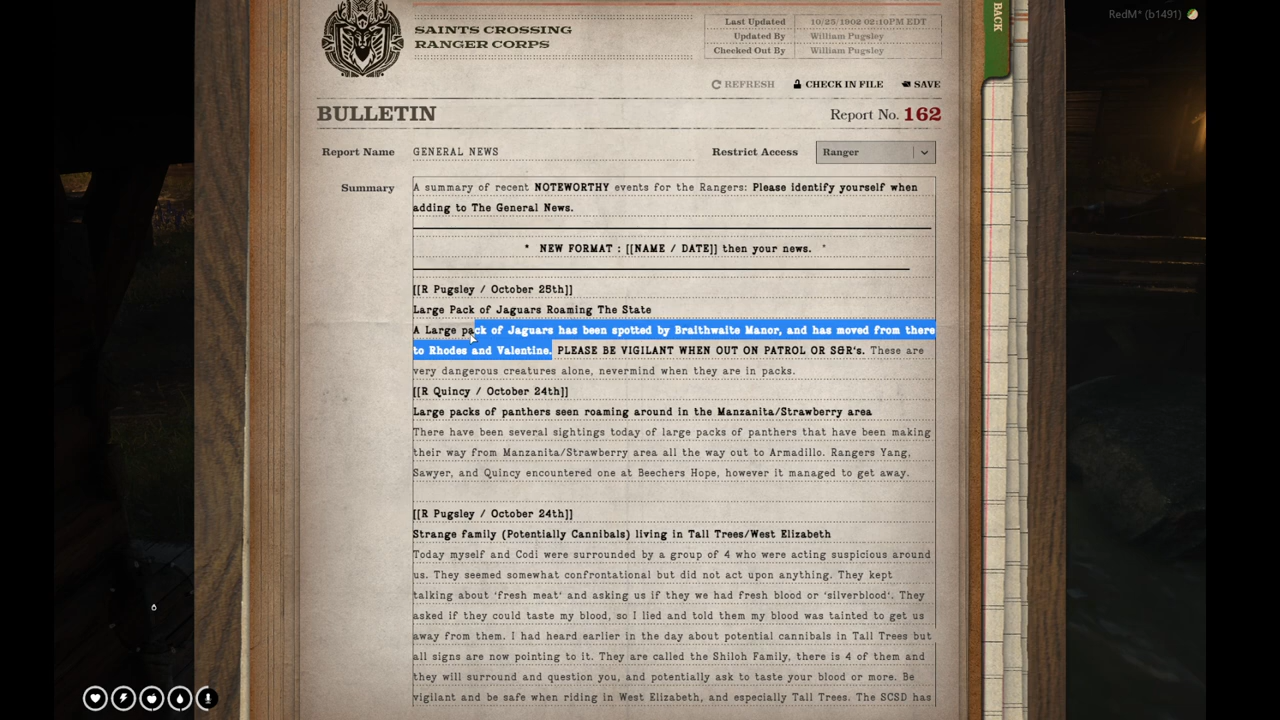 RedM* (b1491)
BACK
SAINTS CROSSING
RANGER CORPS
Last Updated 10/25/1902 02:10PM EDT
Updated By William Pugsley
Checked Out By William Pugsley
REFRESH CHECK IN FILE SAVE
BULLETIN Report No. 162
Report Name GENERAL NEWS Restrict Access Ranger
Summary
A summary of recent NOTEWORTHY events for the Rangers: Please identify yourself when
adding to The General News.
* NEW FORMAT : [[NAME / DATE]] then your news. *
[[R Pugsley / October 25th]]
Large Pack of Jaguars Roaming The State
A Large pack of Jaguars has been spotted by Braithwaite Manor, and has moved from there
to Rhodes and Valentine. PLEASE BE VIGILANT WHEN OUT ON PATROL OR S&R's. These are
very dangerous creatures alone, nevermind when they are in packs.
[[R Quincy / October 24th]]
Large packs of panthers seen roaming around in the Manzanita/Strawberry area
There have been several sightings today of large packs of panthers that have been making
their way from Manzanita/Strawberry area all the way out to Armadillo. Rangers Yang,
Sawyer, and Quincy encountered one at Beechers Hope, however it managed to get away.
[[R Pugsley / October 24th]]
Strange family (Potentially Cannibals) living in Tall Trees/West Elizabeth
Today myself and Codi were surrounded by a group of 4 who were acting suspicious around
us. They seemed somewhat confrontational but did not act upon anything. They kept
talking about 'fresh meat' and asking us if they we had fresh blood or 'silverblood'. They
asked if they could taste my blood, so I lied and told them my blood was tainted to get us
away from them. I had heard earlier in the day about potential cannibals in Tall Trees but
all signs are now pointing to it. They are called the Shiloh Family, there is 4 of them and
they will surround and question you, and potentially ask to taste your blood or more. Be
vigilant and be safe when riding in West Elizabeth, and especially Tall Trees. The SCSD has